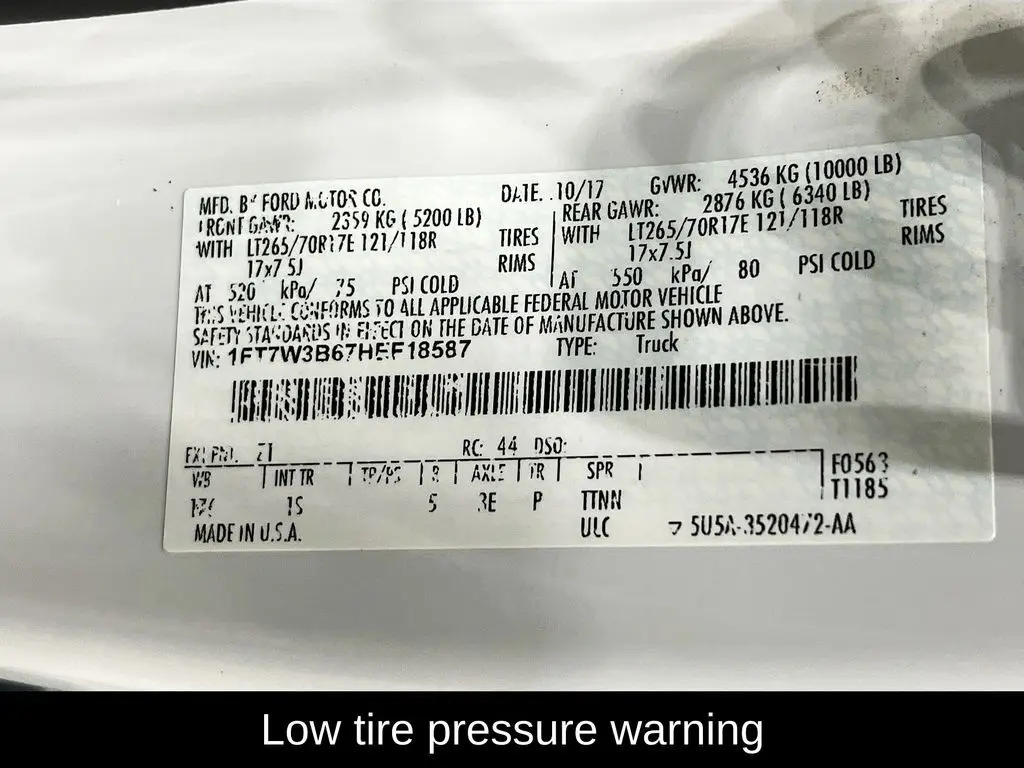 MFD. BY FORD MOTOR CO.
DATE. 10/17 GVWR: 4536 KG (10000 LB)
FRONT GAWR: 2359 KG ( 5200 LB)
WITH LT265/70R17E 121/118R TIRES
17x7.5J RIMS
AT 520 kPa/ 75 PSI COLD
REAR GAWR: 2876 KG ( 6340 LB)
WITH LT265/70R17E 121/118R TIRES
17x7.5J RIMS
AT 550 kPa/ 80 PSI COLD
THIS VEHICLE CONFORMS TO ALL APPLICABLE FEDERAL MOTOR VEHICLE
SAFETY STANDARDS IN EFFECT ON THE DATE OF MANUFACTURE SHOWN ABOVE.
VIN: 1FT7W3B67HEF18587 TYPE: Truck
EXT PNT: Z1 RC: 44 DSO:
WB INT TR TP/PS R AXLE TR SPR
1S 5 3E P TTNN
F0563
T1185
MADE IN U.S.A. ULC 5U5A-3520472-AA
Low tire pressure warning